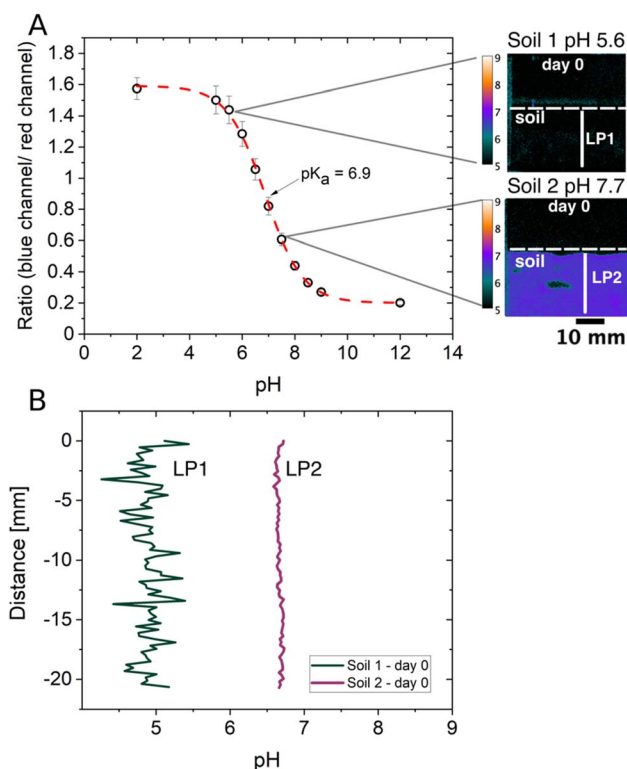 A
Ratio (blue channel/ red channel)
1.8
1.6
1.4
1.2
1
0.8
0.6
0.4
0.2
0
0 2 4 6 8 10 12 14
pH
pKa = 6.9
Soil 1 pH 5.6
9
8
7
6
5
day 0
soil
LP1
Soil 2 pH 7.7
9
8
7
6
5
day 0
soil
LP2
10 mm
B
Distance [mm]
0
-5
-10
-15
-20
LP1 LP2
Soil 1 - day 0
Soil 2 - day 0
5 6 7 8 9
pH